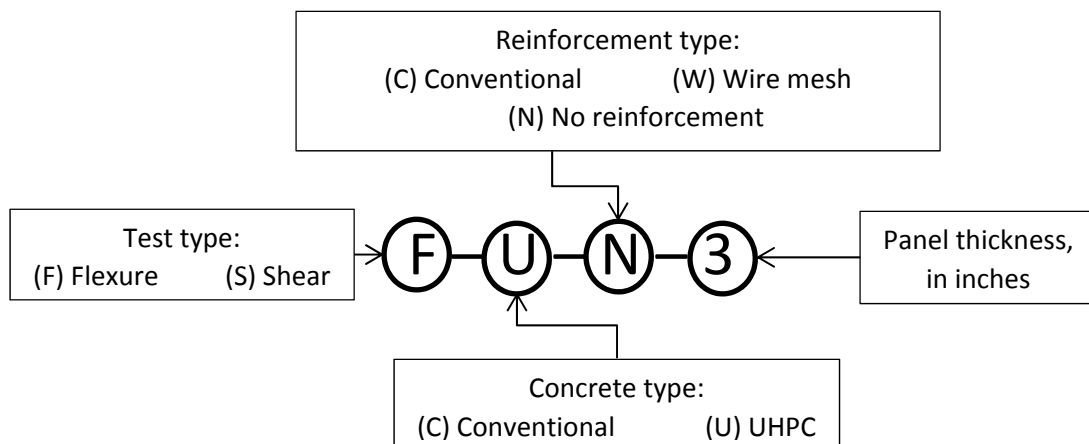 Reinforcement type:
(C) Conventional (W) Wire mesh
(N) No reinforcement
Test type:
(F) Flexure (S) Shear
F U N 3
Panel thickness,
in inches
Concrete type:
(C) Conventional (U) UHPC